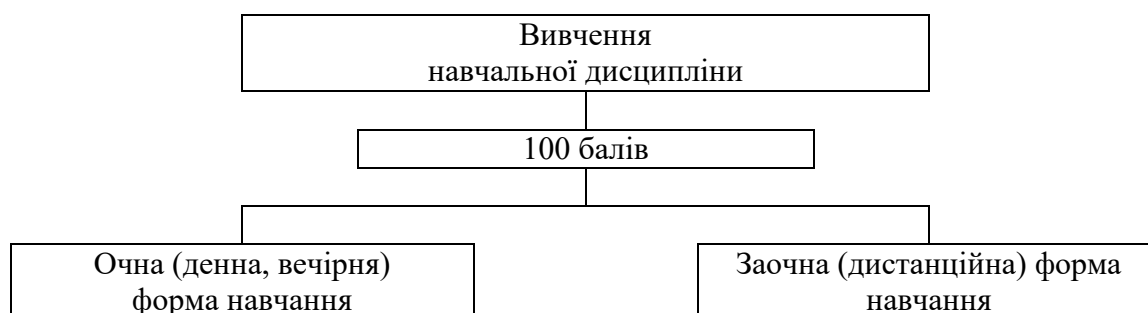 Вивчення
навчальної дисципліни
100 балів
Очна (денна, вечірня)
форма навчання
Заочна (дистанційна) форма
навчання